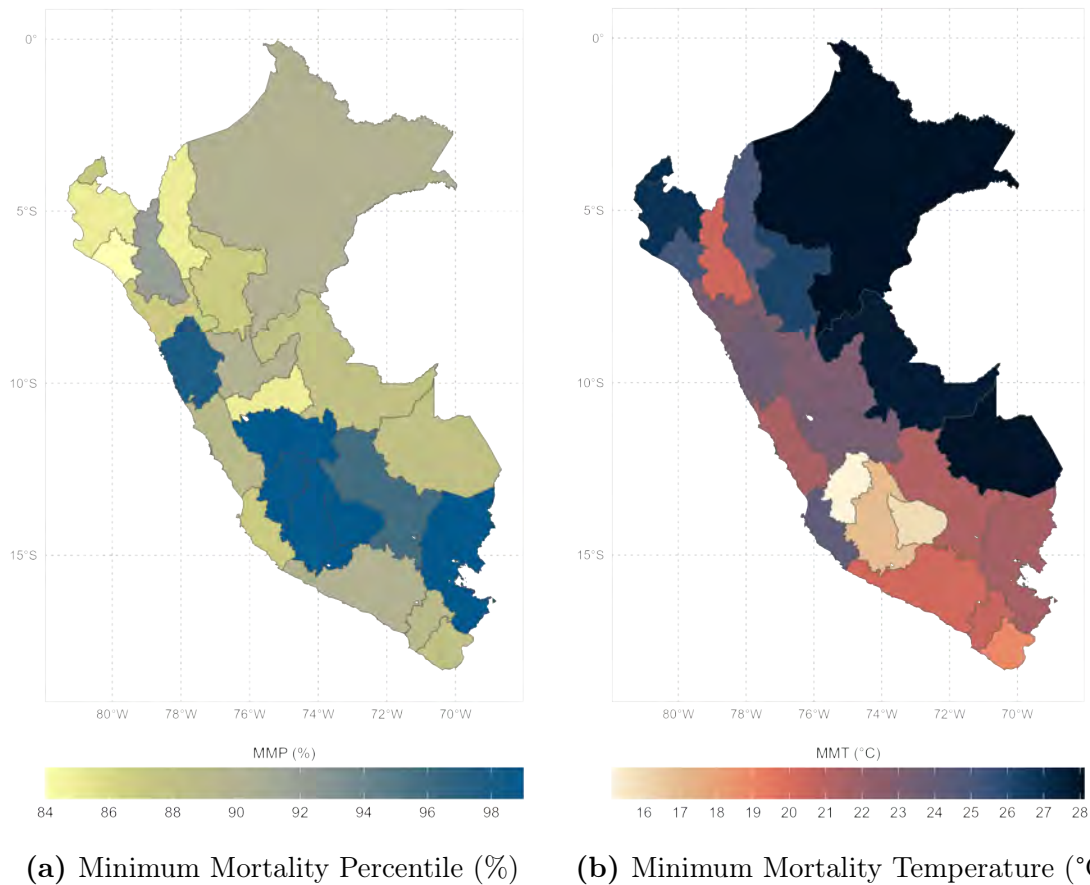 0°
5°S
10°S
15°S
80°W 78°W 76°W 74°W 72°W 70°W
MMP (%)
84 86 88 90 92 94 96 98
(a) Minimum Mortality Percentile (%)
0°
5°S
10°S
15°S
80°W 78°W 76°W 74°W 72°W 70°W
MMT (°C)
16 17 18 19 20 21 22 23 24 25 26 27 28
(b) Minimum Mortality Temperature (°C